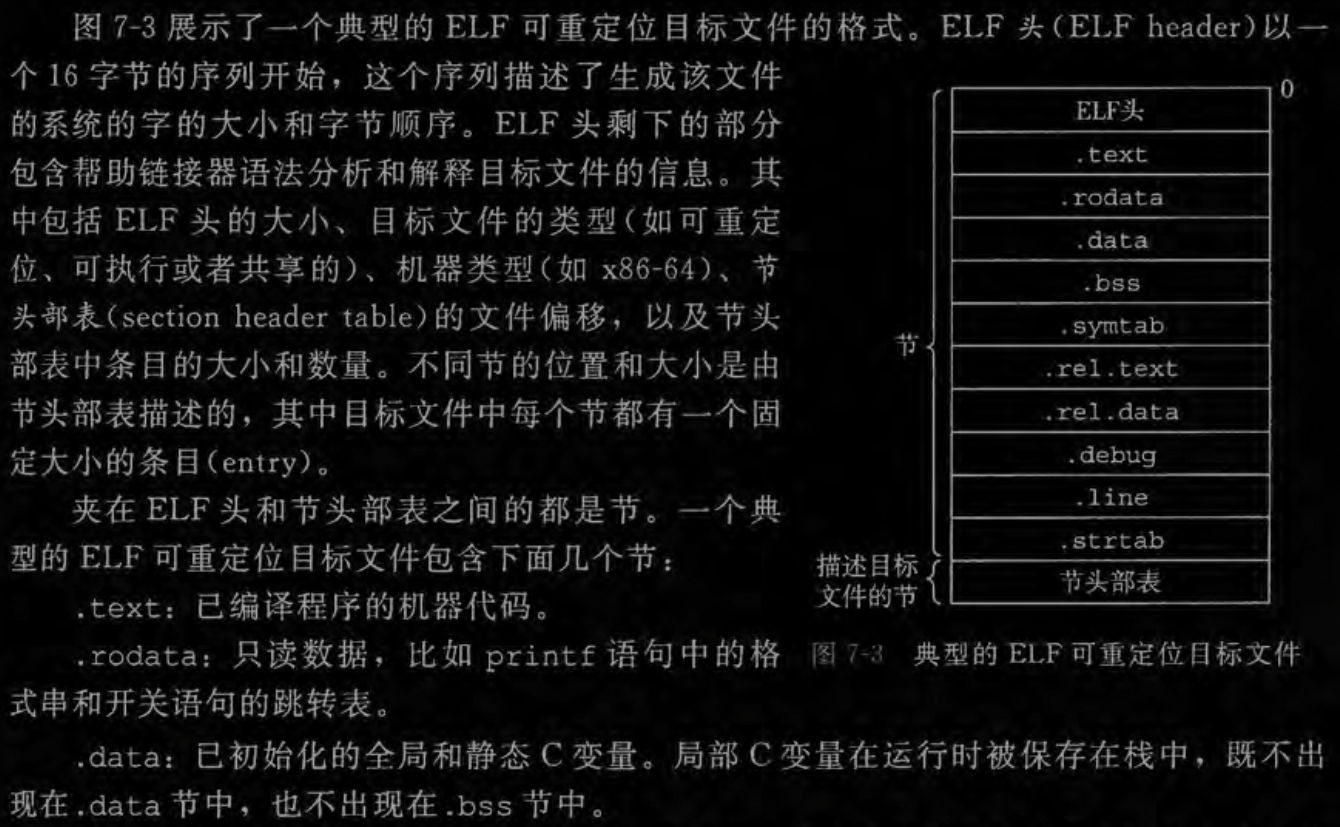 图 7-3 展示了一个典型的 ELF 可重定位目标文件的格式。ELF 头(ELF header)以一
个 16 字节的序列开始，这个序列描述了生成该文件
的系统的字的大小和字节顺序。ELF 头剩下的部分
包含帮助链接器语法分析和解释目标文件的信息。其
中包括 ELF 头的大小、目标文件的类型(如可重定
位、可执行或者共享的)、机器类型(如 x86-64)、节
头部表(section header table)的文件偏移，以及节头
部表中条目的大小和数量。不同节的位置和大小是由
节头部表描述的，其中目标文件中每个节都有一个固
定大小的条目(entry)。
夹在 ELF 头和节头部表之间的都是节。一个典
型的 ELF 可重定位目标文件包含下面几个节：
.text：已编译程序的机器代码。
.rodata：只读数据，比如 printf 语句中的格
式串和开关语句的跳转表。
.data：已初始化的全局和静态 C 变量。局部 C 变量在运行时被保存在栈中，既不出
现在.data 节中，也不出现在.bss 节中。
0
ELF头
.text
.rodata
.data
.bss
.symtab
.rel.text
.rel.data
.debug
.line
.strtab
节头部表
节
描述目标
文件的节
图 7-3 典型的 ELF 可重定位目标文件